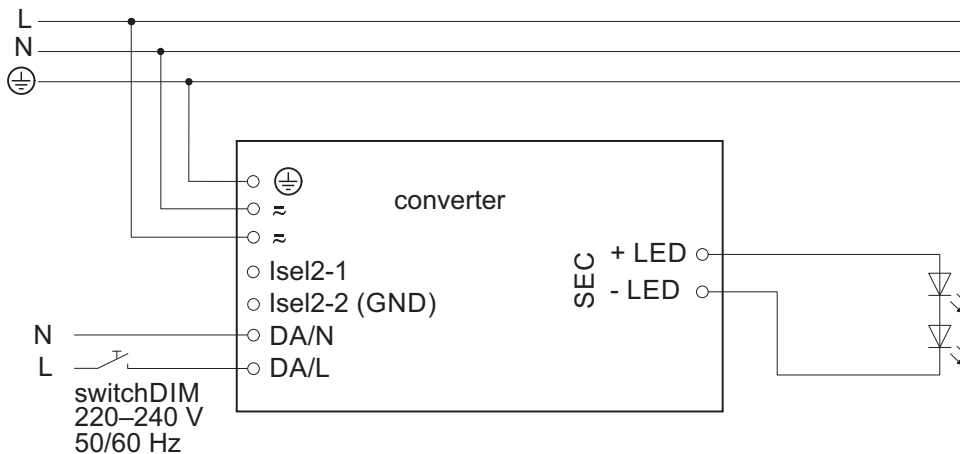 L
N
converter
≂
≂
Isel2-1
Isel2-2 (GND)
DA/N
DA/L
SEC
+ LED
- LED
N
L
switchDIM
220–240 V
50/60 Hz